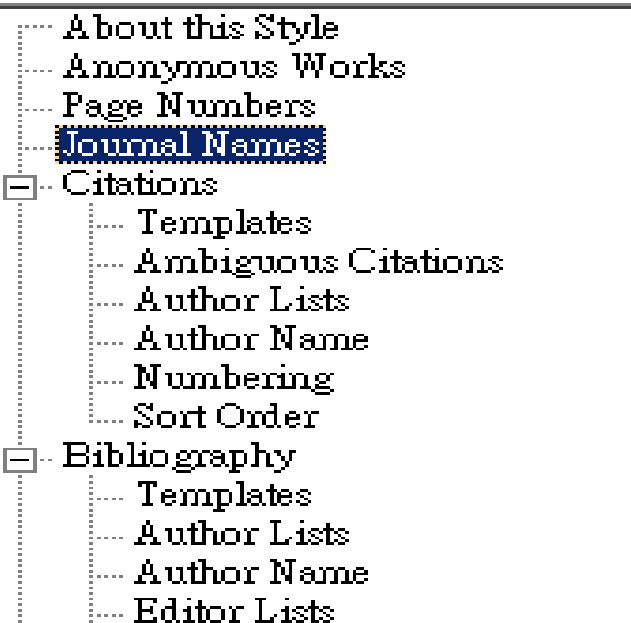 About this Style
Anonymous Works
Page Numbers
Journal Names
Citations
Templates
Ambiguous Citations
Author Lists
Author Name
Numbering
Sort Order
Bibliography
Templates
Author Lists
Author Name
Editor Lists